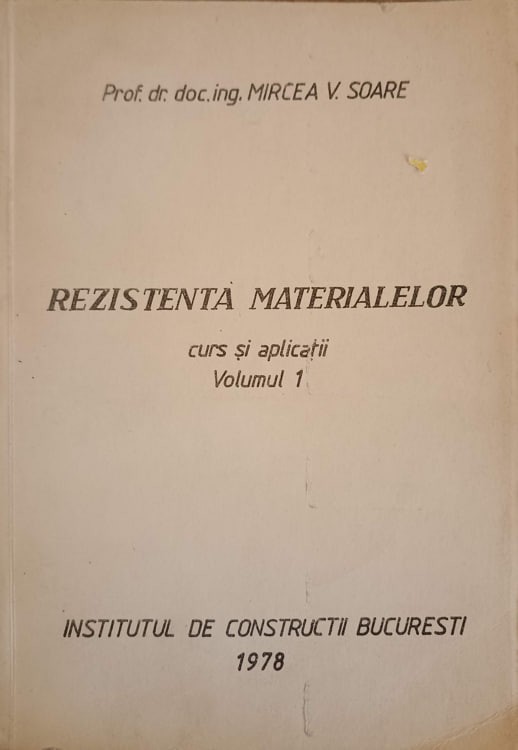 Prof. dr. doc. ing. MIRCEA V. SOARE
REZISTENTA MATERIALELOR
curs și aplicații
Volumul 1
INSTITUTUL DE CONSTRUCTII BUCURESTI
1978